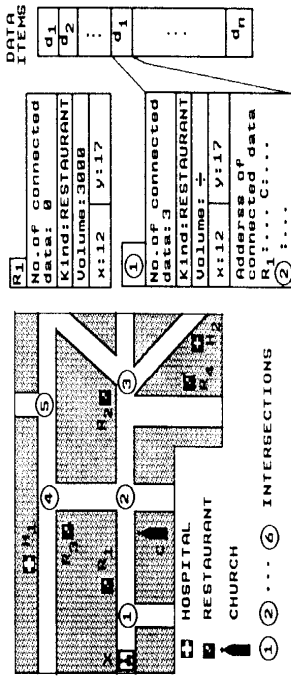 H1
R3
R1
X
C
R2
R4
H2
1
2
3
4
5
HOSPITAL
RESTAURANT
CHURCH
1 2 ... 6 INTERSECTIONS
R1
No. of connected
data: 0
Kind:RESTAURANT
Volume:3000
x:12 y:17
1
No. of connected
data: 3
Kind:RESTAURANT
Volume: ÷
x:12 y:17
Adderss of
connected data
R1:... C:...
2:...
DATA
ITEMS
d1
d2
...
d1
...
dn